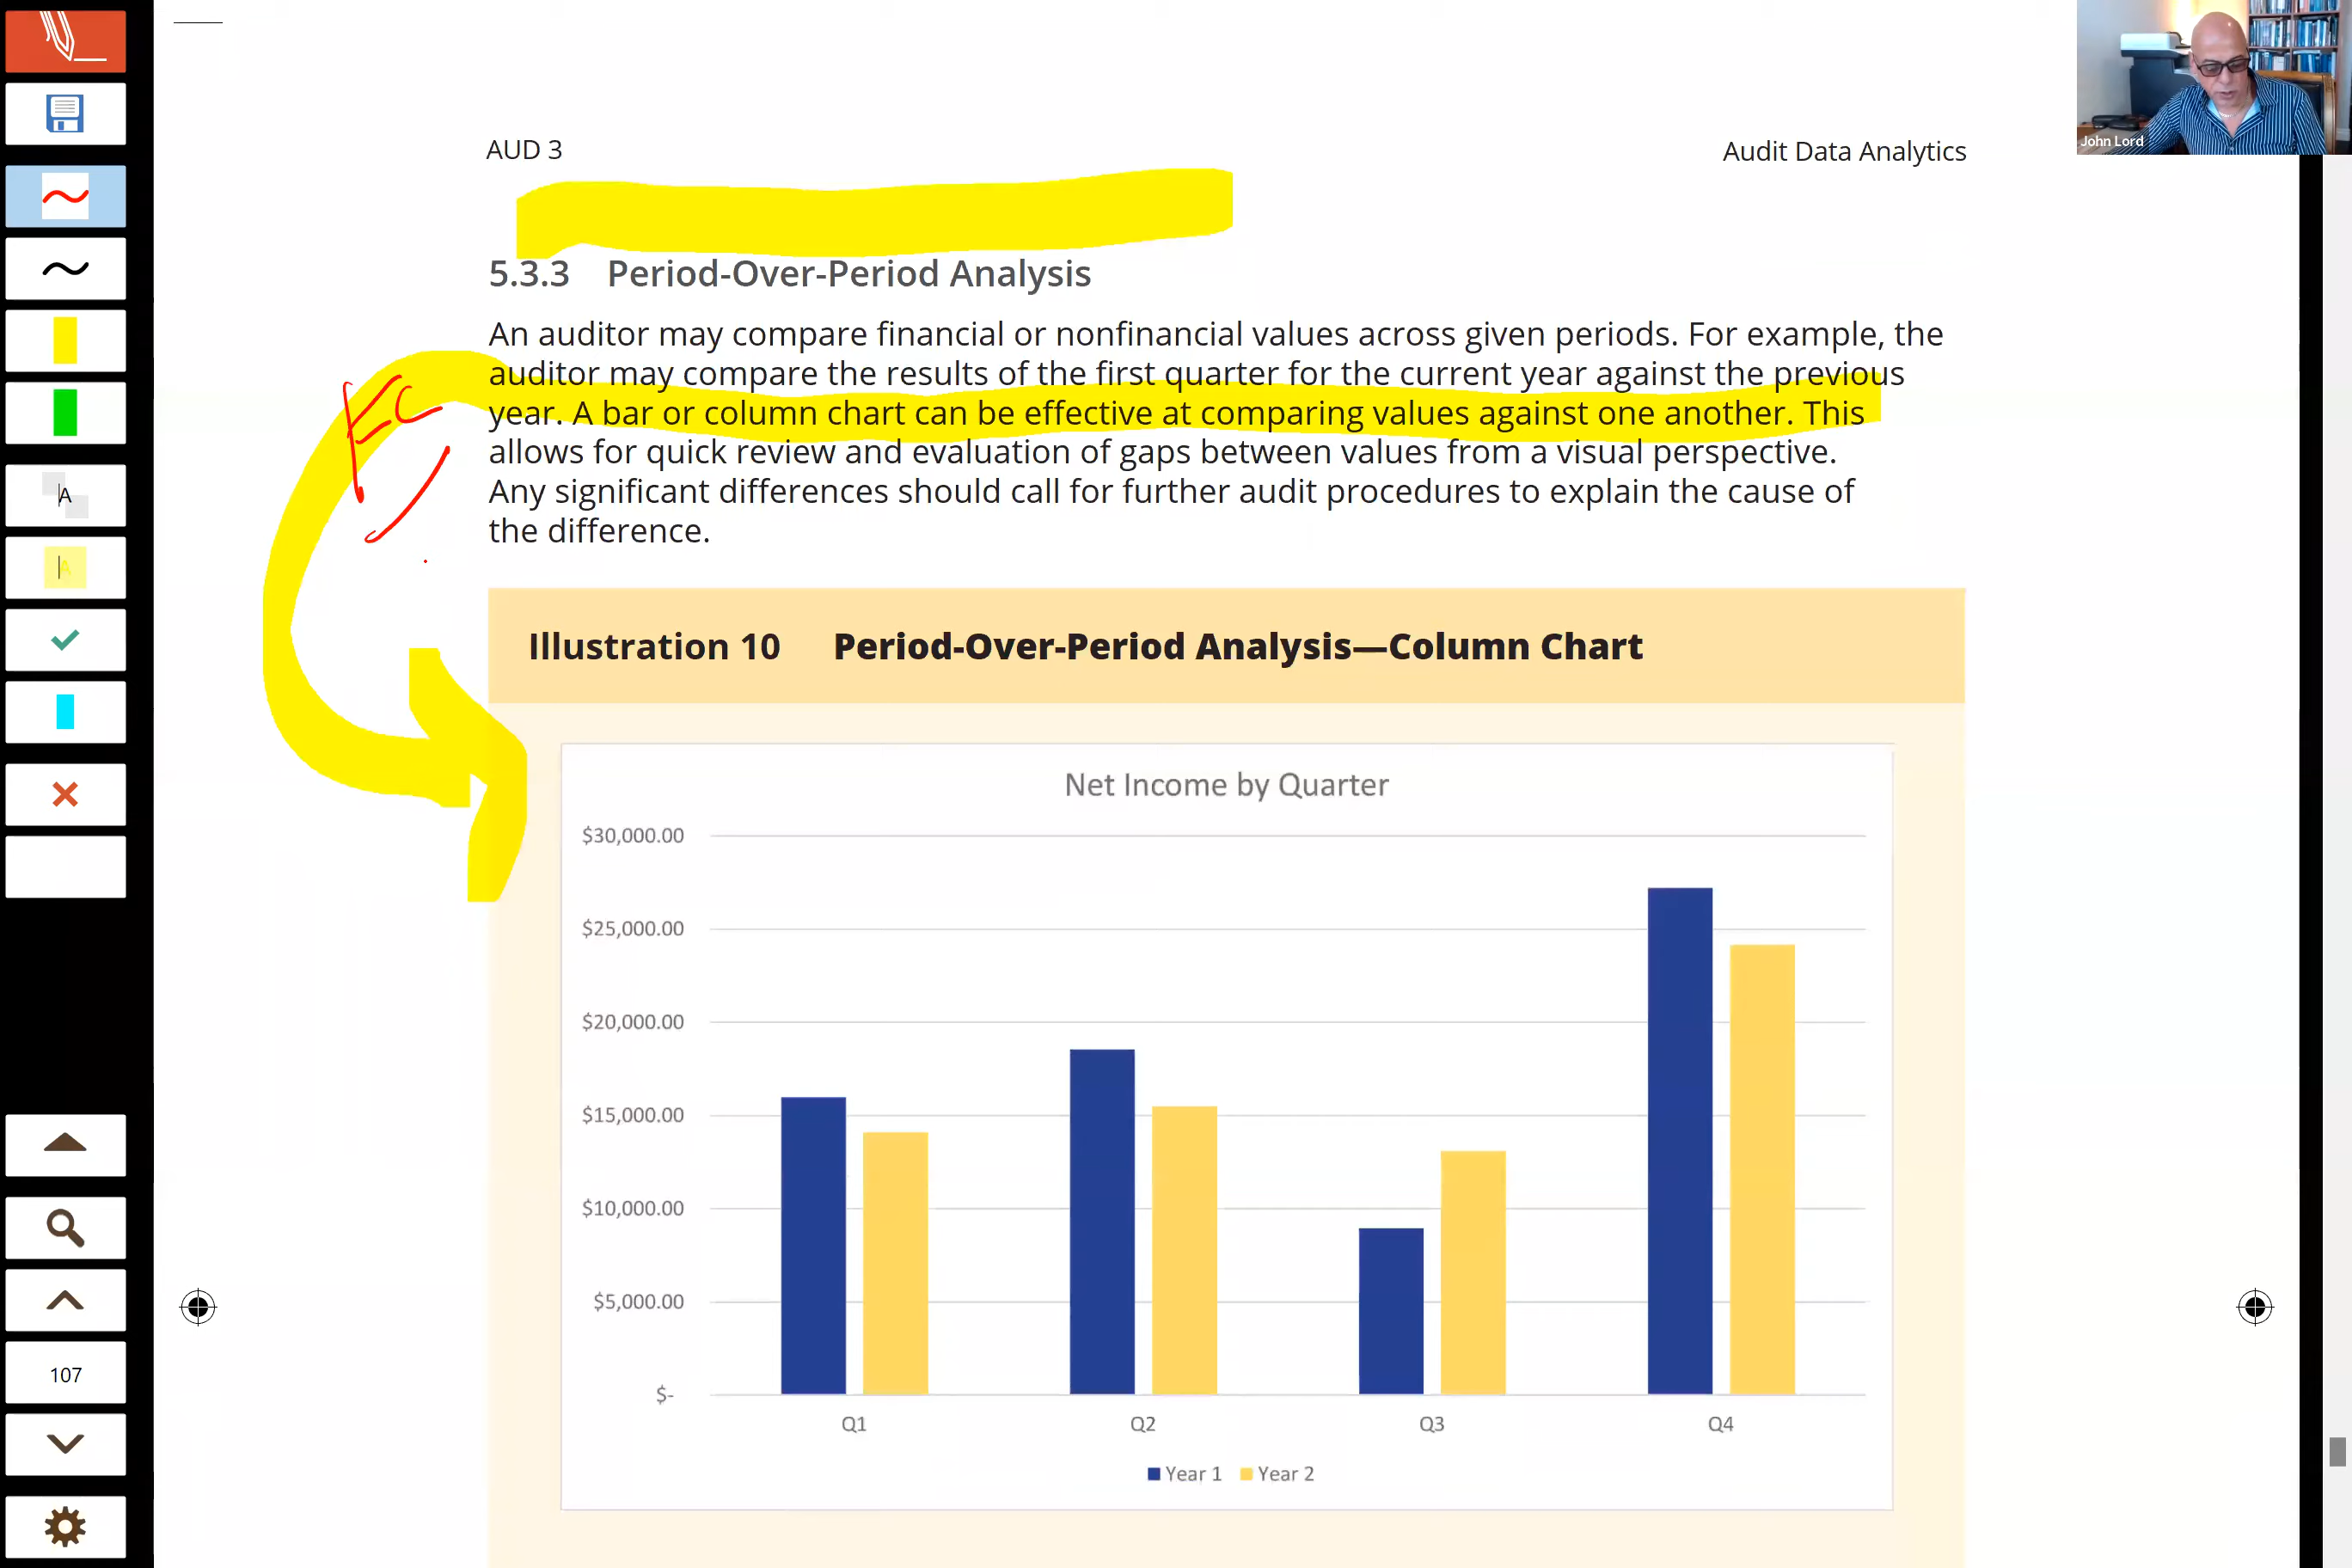 AUD 3
Audit Data Analytics
John Lord
5.3.3 Period-Over-Period Analysis
An auditor may compare financial or nonfinancial values across given periods. For example, the
auditor may compare the results of the first quarter for the current year against the previous
year. A bar or column chart can be effective at comparing values against one another. This
allows for quick review and evaluation of gaps between values from a visual perspective.
Any significant differences should call for further audit procedures to explain the cause of
the difference.
A
A
Illustration 10 Period-Over-Period Analysis—Column Chart
Net Income by Quarter
$30,000.00
$25,000.00
$20,000.00
$15,000.00
$10,000.00
$5,000.00
$-
Q1 Q2 Q3 Q4
Year 1 Year 2
107